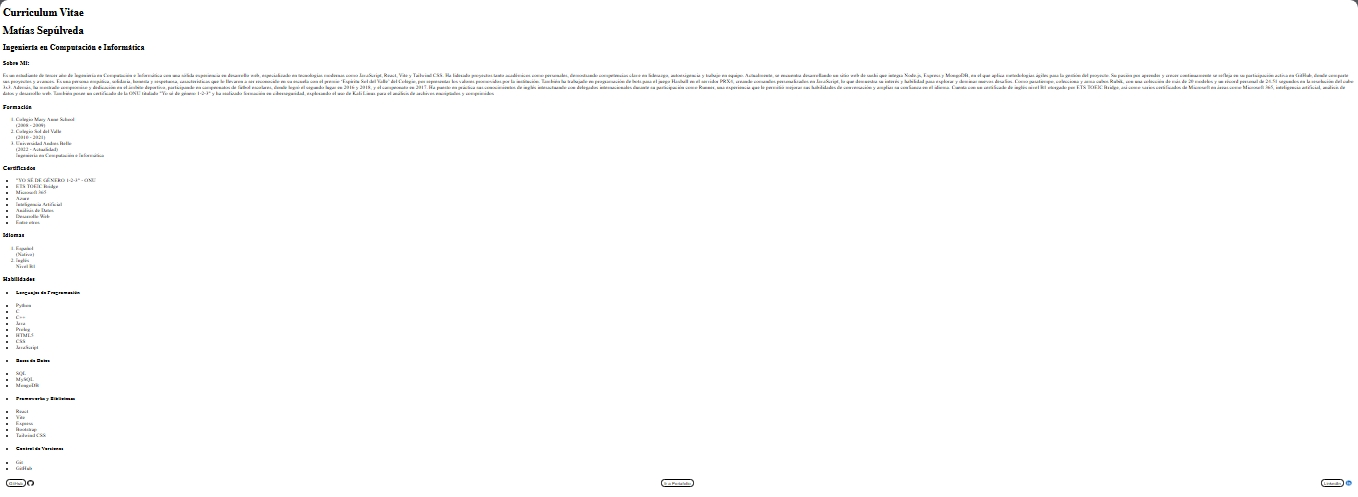 Curriculum Vitae
Matías Sepúlveda
Ingeniería en Computación e Informática
Sobre Mí:
Es un estudiante de tercer año de Ingeniería en Computación e Informática con una sólida experiencia en desarrollo web, especializado en tecnologías modernas como JavaScript, React, Vite y Tailwind CSS. Ha liderado proyectos tanto académicos como personales, demostrando competencias clave en liderazgo, autoexigencia y trabajo en equipo. Actualmente, se encuentra desarrollando un sitio web de sushi que integra Node.js, Express y MongoDB, en el que aplica metodologías ágiles para la gestión del proyecto. Su pasión por aprender y crecer continuamente se refleja en su participación activa en GitHub, donde comparte
sus proyectos y avances. Es una persona empática, solidaria, honesta y respetuosa, características que le llevaron a ser reconocido en su escuela con el premio "Espíritu Sol del Valle" del Colegio, por representar los valores promovidos por la institución. También ha trabajado en programación de bots para el juego Haxball en el servidor PRX4, creando comandos personalizados en JavaScript, lo que demuestra su interés y habilidad para explorar y dominar nuevos desafíos. Como pasatiempo, colecciona y arma cubos Rubik, con una colección de más de 20 modelos y un récord personal de 24.51 segundos en la resolución del cubo
3x3. Además, ha mostrado compromiso y dedicación en el ámbito deportivo, participando en campeonatos de fútbol escolares, donde logró el segundo lugar en 2016 y 2018, y el campeonato en 2017. Ha puesto en práctica sus conocimientos de inglés interactuando con delegados internacionales durante su participación como Runner, una experiencia que le permitió mejorar sus habilidades de conversación y ampliar su confianza en el idioma. Cuenta con un certificado de inglés nivel B1 otorgado por ETS TOEIC Bridge, así como varios certificados de Microsoft en áreas como Microsoft 365, inteligencia artificial, análisis de
datos y desarrollo web. También posee un certificado de la ONU titulado "Yo sé de género 1-2-3" y ha realizado formación en ciberseguridad, explorando el uso de Kali Linux para el análisis de archivos encriptados y comprimidos
Formación
1. Colegio Mary Anne School
(2008 - 2009)
2. Colegio Sol del Valle
(2010 - 2021)
3. Universidad Andrés Bello
(2022 - Actualidad)
Ingeniería en Computación e Informática
Certificados
• "YO SÉ DE GÉNERO 1-2-3" - ONU
• ETS TOEIC Bridge
• Microsoft 365
• Azure
• Inteligencia Artificial
• Análisis de Datos
• Desarrollo Web
• Entre otros
Idiomas
1. Español
(Nativo)
2. Inglés
Nivel B1
Habilidades
• Lenguajes de Programación
• Python
• C
• C++
• Java
• Prolog
• HTML5
• CSS
• JavaScript
• Bases de Datos
• SQL
• MySQL
• MongoDB
• Frameworks y Bibliotecas
• React
• Vite
• Express
• Bootstrap
• Tailwind CSS
• Control de Versiones
• Git
• GitHub
GitHub
Ir a Portafolio
LinkedIn